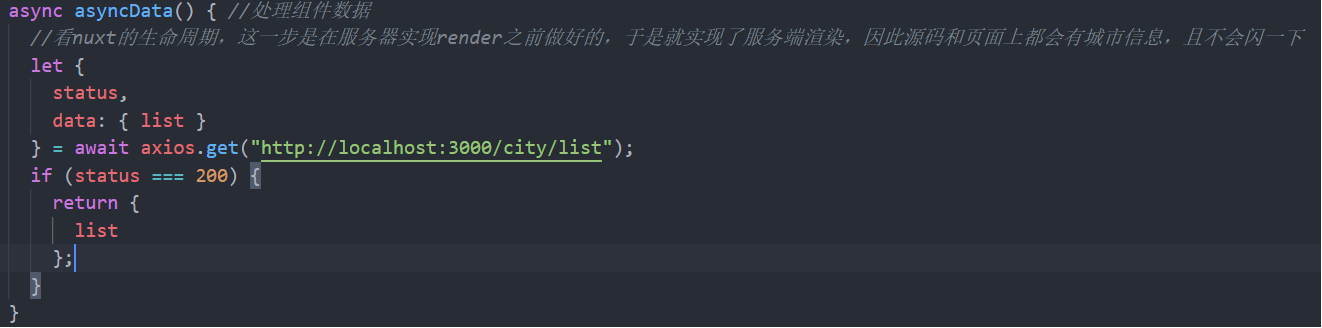 async asyncData() { //处理组件数据
//看nuxt的生命周期，这一步是在服务器实现render之前做好的，于是就实现了服务端渲染，因此源码和页面上都会有城市信息，且不会闪一下
let {
status,
data: { list }
} = await axios.get("http://localhost:3000/city/list");
if (status === 200) {
return {
list
};
}
}